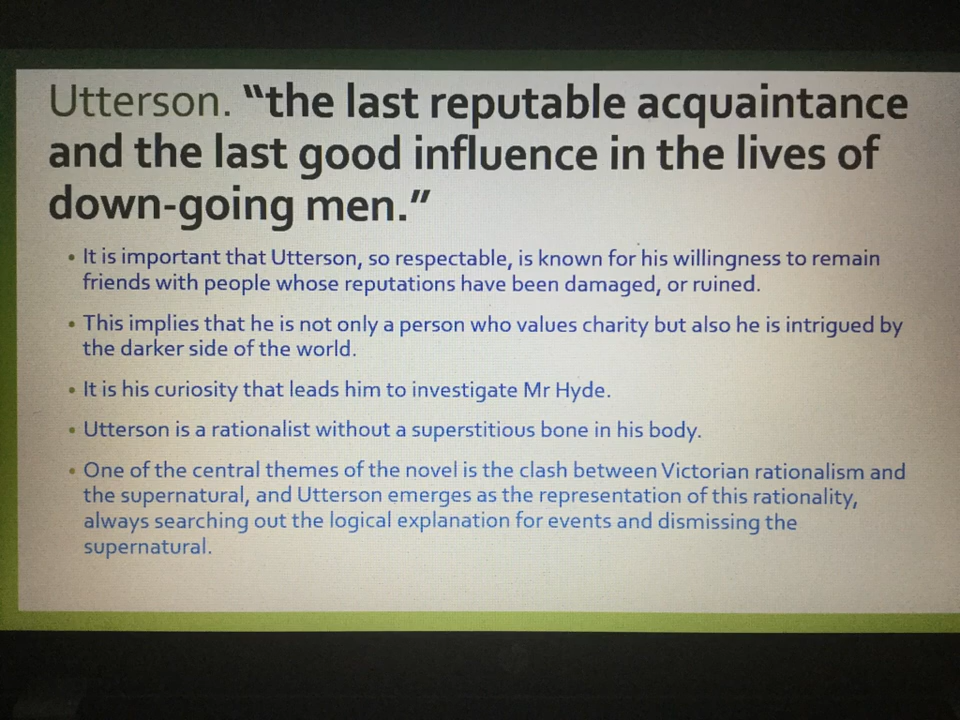 Utterson. “the last reputable acquaintance
and the last good influence in the lives of
down-going men.”
• It is important that Utterson, so respectable, is known for his willingness to remain
friends with people whose reputations have been damaged, or ruined.
• This implies that he is not only a person who values charity but also he is intrigued by
the darker side of the world.
• It is his curiosity that leads him to investigate Mr Hyde.
• Utterson is a rationalist without a superstitious bone in his body.
• One of the central themes of the novel is the clash between Victorian rationalism and
the supernatural, and Utterson emerges as the representation of this rationality,
always searching out the logical explanation for events and dismissing the
supernatural.